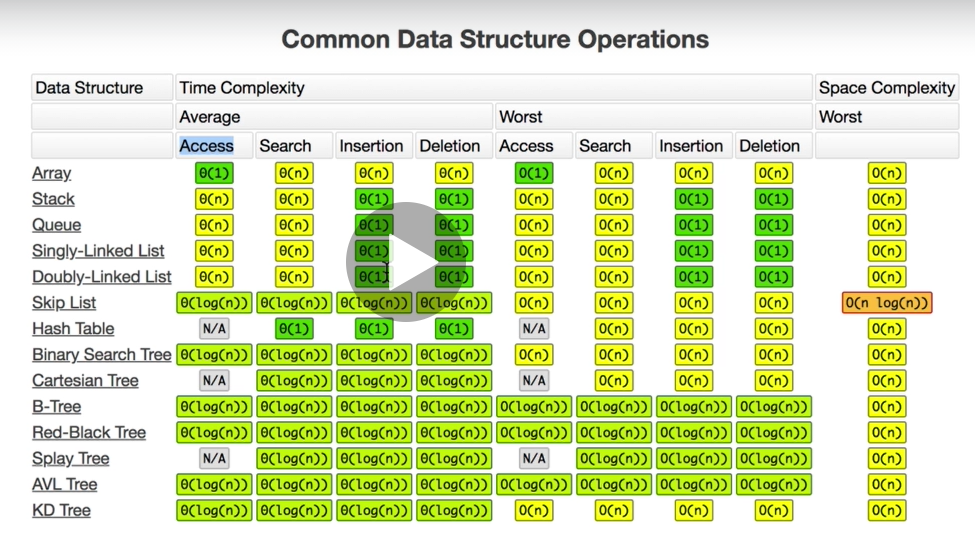 Common Data Structure Operations
Data Structure Time Complexity Space Complexity
Average Worst Worst
Access Search Insertion Deletion Access Search Insertion Deletion
Array Θ(1) Θ(n) Θ(n) Θ(n) O(1) O(n) O(n) O(n) O(n)
Stack Θ(n) Θ(n) Θ(1) Θ(1) O(n) O(n) O(1) O(1) O(n)
Queue Θ(n) Θ(n) Θ(1) Θ(1) O(n) O(n) O(1) O(1) O(n)
Singly-Linked List Θ(n) Θ(n) Θ(1) Θ(1) O(n) O(n) O(1) O(1) O(n)
Doubly-Linked List Θ(n) Θ(n) Θ(1) Θ(1) O(n) O(n) O(1) O(1) O(n)
Skip List Θ(log(n)) Θ(log(n)) Θ(log(n)) Θ(log(n)) O(n) O(n) O(n) O(n) O(n log(n))
Hash Table N/A Θ(1) Θ(1) Θ(1) N/A O(n) O(n) O(n) O(n)
Binary Search Tree Θ(log(n)) Θ(log(n)) Θ(log(n)) Θ(log(n)) O(n) O(n) O(n) O(n) O(n)
Cartesian Tree N/A Θ(log(n)) Θ(log(n)) Θ(log(n)) N/A O(n) O(n) O(n) O(n)
B-Tree Θ(log(n)) Θ(log(n)) Θ(log(n)) Θ(log(n)) O(log(n)) O(log(n)) O(log(n)) O(log(n)) O(n)
Red-Black Tree Θ(log(n)) Θ(log(n)) Θ(log(n)) Θ(log(n)) O(log(n)) O(log(n)) O(log(n)) O(log(n)) O(n)
Splay Tree N/A Θ(log(n)) Θ(log(n)) Θ(log(n)) N/A O(log(n)) O(log(n)) O(log(n)) O(n)
AVL Tree Θ(log(n)) Θ(log(n)) Θ(log(n)) Θ(log(n)) O(log(n)) O(log(n)) O(log(n)) O(log(n)) O(n)
KD Tree Θ(log(n)) Θ(log(n)) Θ(log(n)) Θ(log(n)) O(n) O(n) O(n) O(n) O(n)